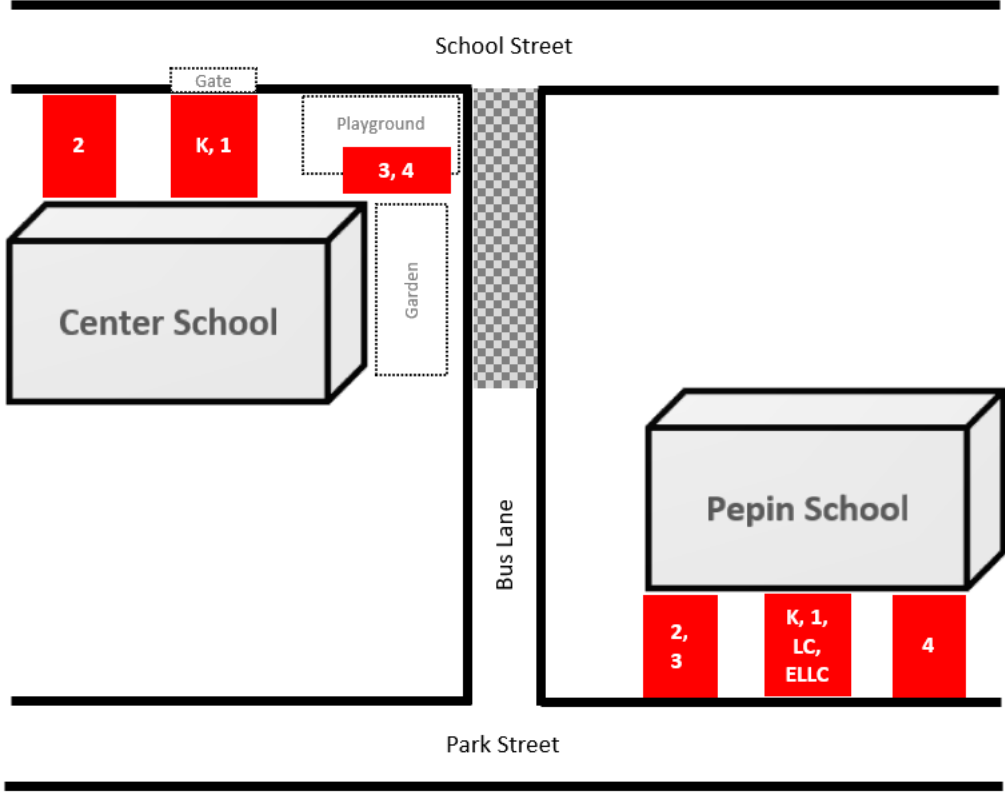 School Street
Gate
2
K, 1
Playground
3, 4
Center School
Garden
Bus Lane
Pepin School
2,
3
K, 1,
LC,
ELLC
4
Park Street